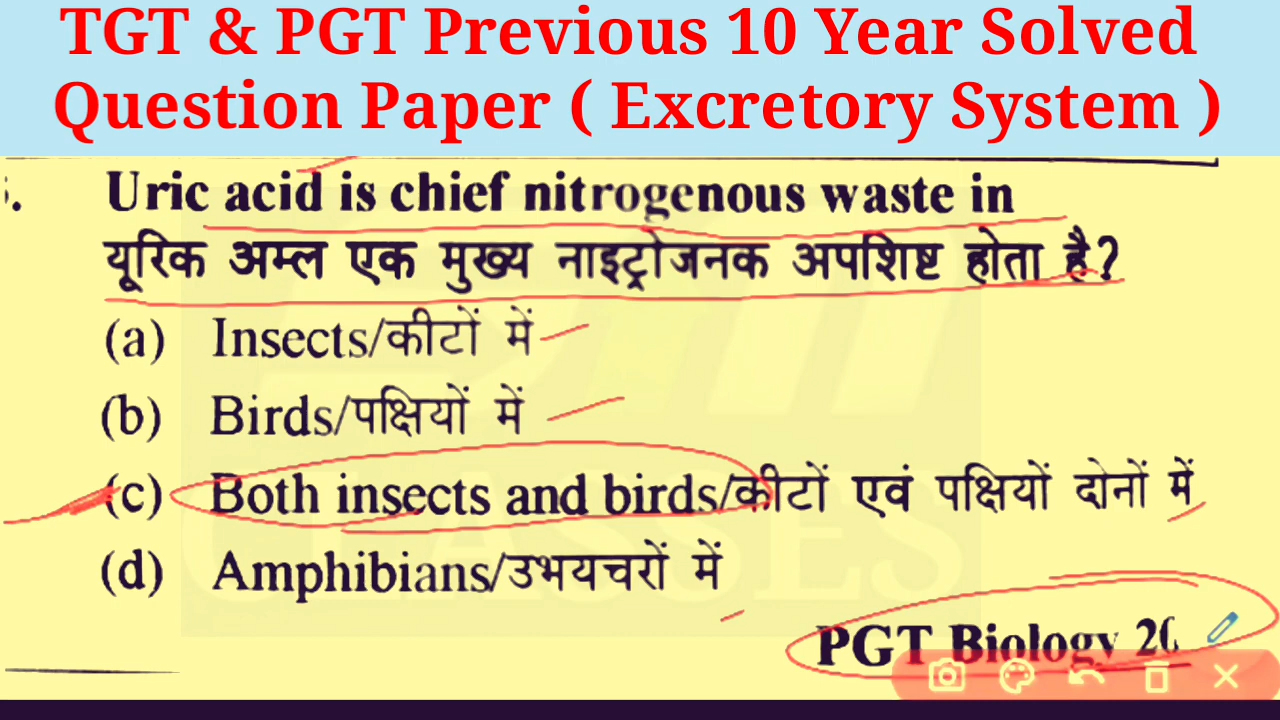 TGT & PGT Previous 10 Year Solved
Question Paper ( Excretory System )
Uric acid is chief nitrogenous waste in
यूरिक अम्ल एक मुख्य नाइट्रोजनक अपशिष्ट होता है?
(a) Insects/कीटों में
(b) Birds/पक्षियों में
(c) Both insects and birds/कीटों एवं पक्षियों दोनों में
(d) Amphibians/उभयचरों में
PGT Biology
CLASSES